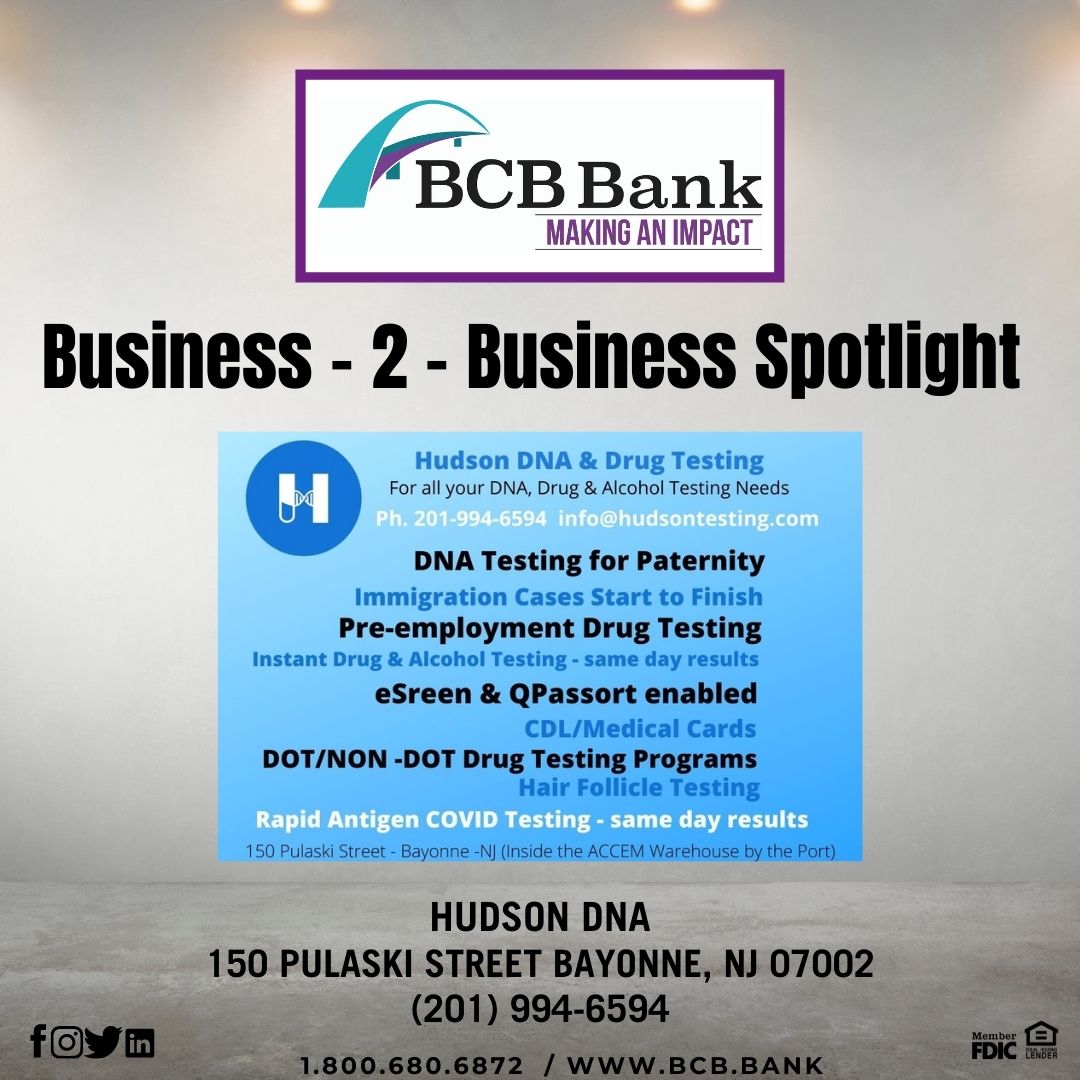 BCB Bank
MAKING AN IMPACT
Business - 2 - Business Spotlight
H
Hudson DNA & Drug Testing
For all your DNA, Drug & Alcohol Testing Needs
Ph. 201-994-6594 info@hudsontesting.com
DNA Testing for Paternity
Immigration Cases Start to Finish
Pre-employment Drug Testing
Instant Drug & Alcohol Testing - same day results
eSreen & QPassort enabled
CDL/Medical Cards
DOT/NON -DOT Drug Testing Programs
Hair Follicle Testing
Rapid Antigen COVID Testing - same day results
150 Pulaski Street - Bayonne -NJ (Inside the ACCEM Warehouse by the Port)
HUDSON DNA
150 PULASKI STREET BAYONNE, NJ 07002
(201) 994-6594
Member
FDIC
EQUAL HOUSING
LENDER
1.800.680.6872 / WWW.BCB.BANK